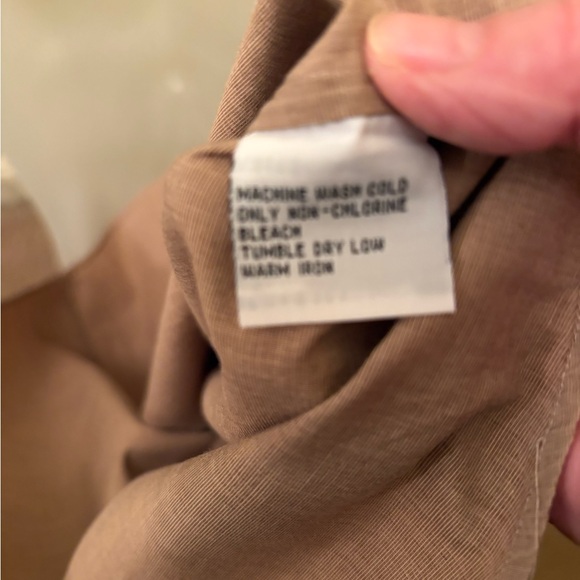 MACHINE WASH COLD
ONLY NON-CHLORINE
BLEACH
TUMBLE DRY LOW
WARM IRON